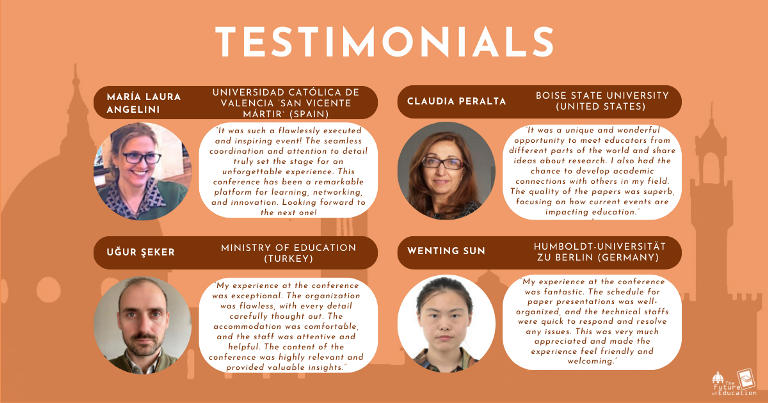 TESTIMONIALS
MARÍA LAURA
ANGELINI
UNIVERSIDAD CATÓLICA DE
VALENCIA 'SAN VICENTE
MÁRTIR' (SPAIN)
"It was such a flawlessly executed
and inspiring event! The seamless
coordination and attention to detail
truly set the stage for an
unforgettable experience. This
conference has been a remarkable
platform for learning, networking,
and innovation. Looking forward to
the next one!
CLAUDIA PERALTA
BOISE STATE UNIVERSITY
(UNITED STATES)
"It was a unique and wonderful
opportunity to meet educators from
different parts of the world and share
ideas about research. I also had the
chance to develop academic
connections with others in my field.
The quality of the papers was superb,
focusing on how current events are
impacting education."
UĞUR ŞEKER
MINISTRY OF EDUCATION
(TURKEY)
My experience at the conference
was exceptional. The organization
was flawless, with every detail
carefully thought out. The
accommodation was comfortable,
and the staff was attentive and
helpful. The content of the
conference was highly relevant and
provided valuable insights."
WENTING SUN
HUMBOLDT-UNIVERSITÄT
ZU BERLIN (GERMANY)
My experience at the conference
was fantastic. The schedule for
paper presentations was well-
organized, and the technical staffs
were quick to respond and resolve
any issues. This was very much
appreciated and made the
experience feel friendly and
welcoming."
The
Future
of Education